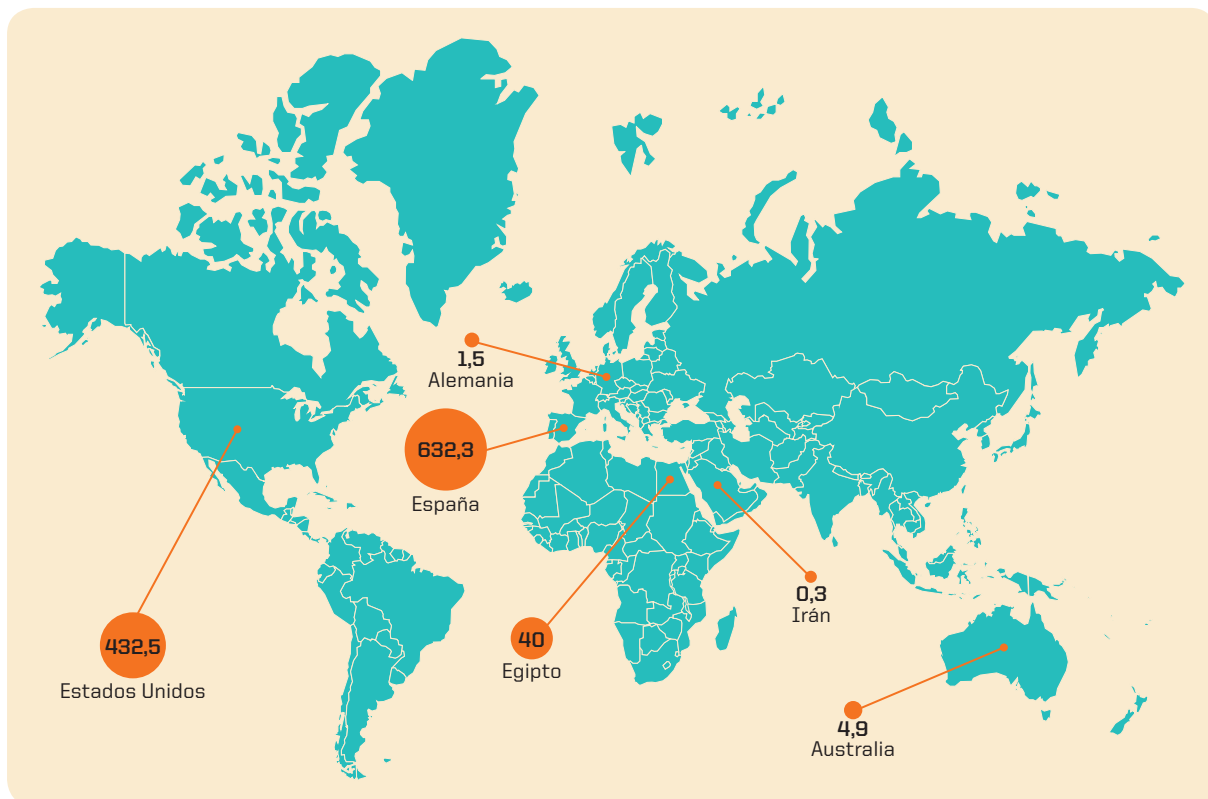 1,5
Alemania
632,3
España
432,5
Estados Unidos
40
Egipto
0,3
Irán
4,9
Australia